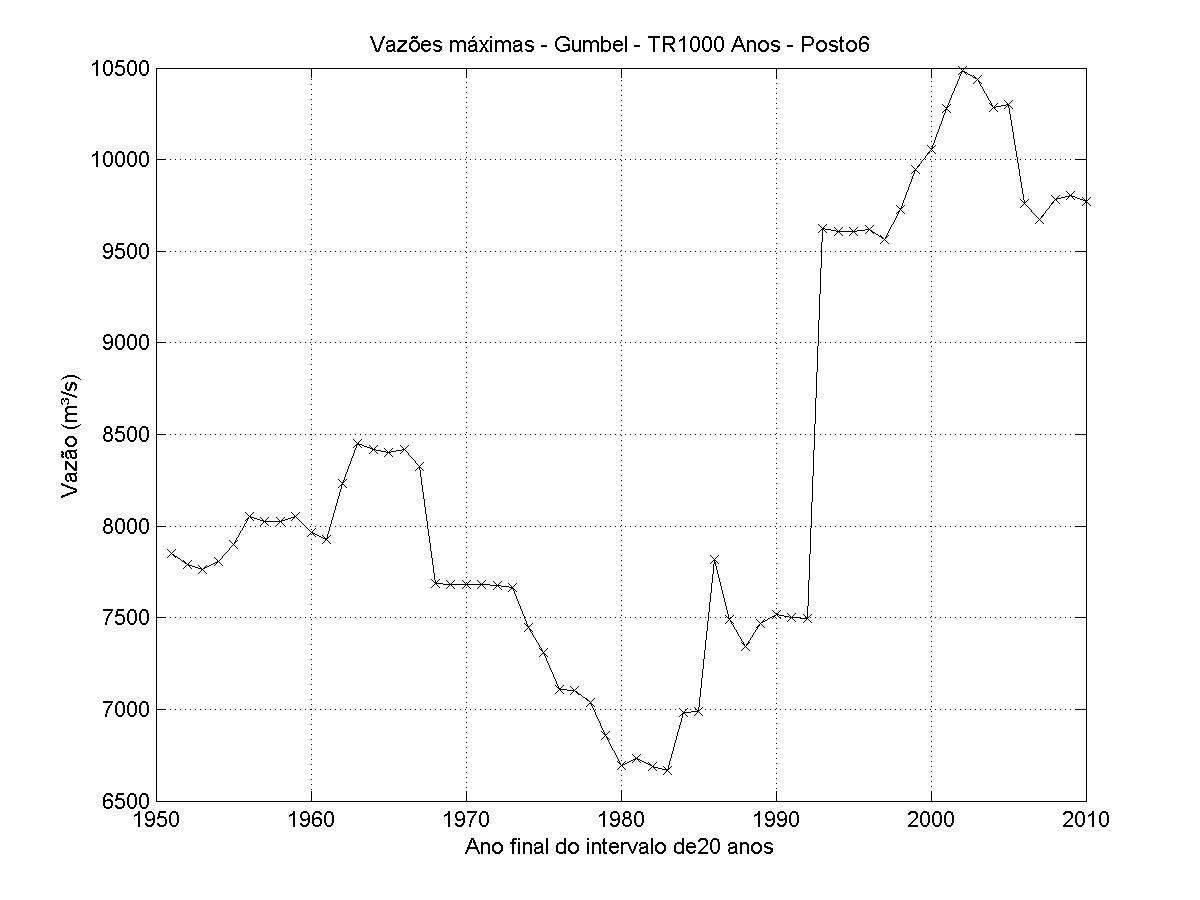 Vazões máximas - Gumbel - TR1000 Anos - Posto6
10500
10000
9500
9000
8500
8000
7500
7000
6500
Vazão (m³/s)
1950 1960 1970 1980 1990 2000 2010
Ano final do intervalo de20 anos